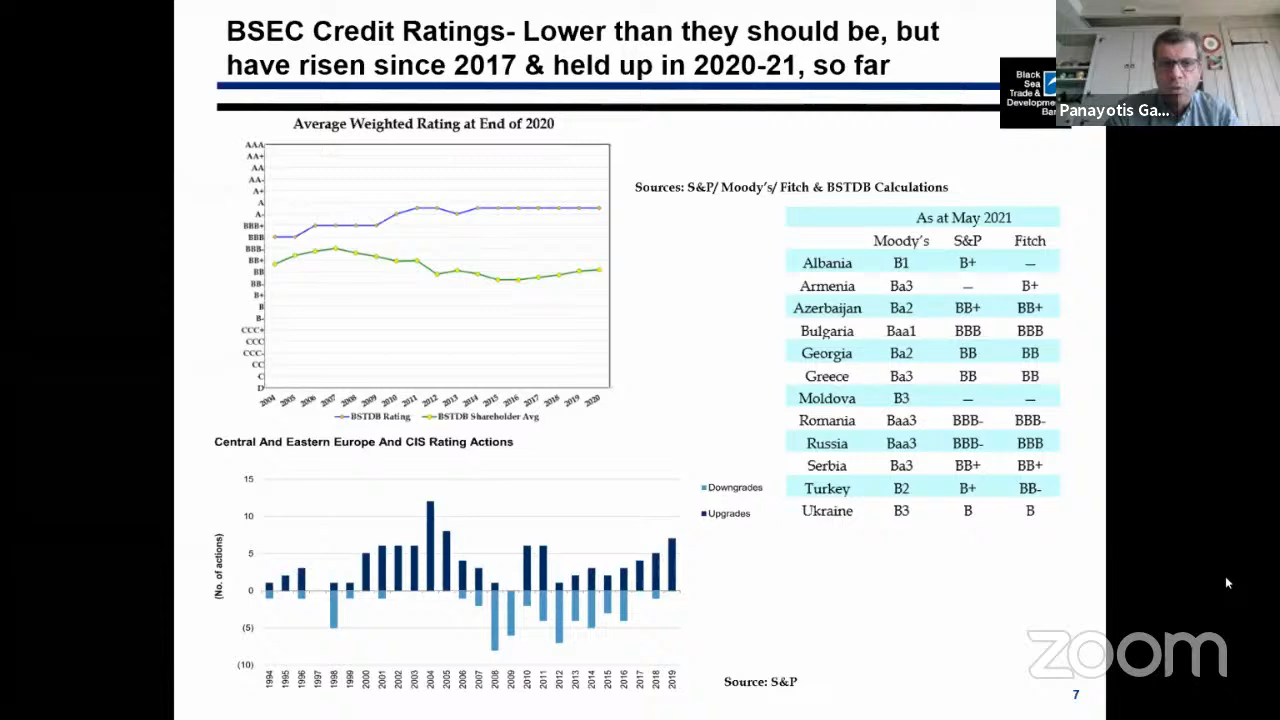 BSEC Credit Ratings- Lower than they should be, but
have risen since 2017 & held up in 2020-21, so far
Black
Sea
Trade &
Development
Bank
Panayotis Ga...
Average Weighted Rating at End of 2020
AAA
AA+
AA
AA-
A+
A
A-
BBB+
BBB
BBB-
BB+
BB
BB-
B+
B
B-
CCC+
CCC
CCC-
CC
C
D
2004 2005 2006 2007 2008 2009 2010 2011 2012 2013 2014 2015 2016 2017 2018 2019 2020
BSTDB Rating BSTDB Shareholder Avg
Sources: S&P/ Moody's/ Fitch & BSTDB Calculations
As at May 2021
Moody's S&P Fitch
Albania B1 B+ —
Armenia Ba3 — B+
Azerbaijan Ba2 BB+ BB+
Bulgaria Baa1 BBB BBB
Georgia Ba2 BB BB
Greece Ba3 BB BB
Moldova B3 — —
Romania Baa3 BBB- BBB-
Russia Baa3 BBB- BBB
Serbia Ba3 BB+ BB+
Turkey B2 B+ BB-
Ukraine B3 B B
Central And Eastern Europe And CIS Rating Actions
(No. of actions)
15
10
5
0
(5)
(10)
1994 1995 1996 1997 1998 1999 2000 2001 2002 2003 2004 2005 2006 2007 2008 2009 2010 2011 2012 2013 2014 2015 2016 2017 2018 2019
Downgrades
Upgrades
Source: S&P
zoom
7